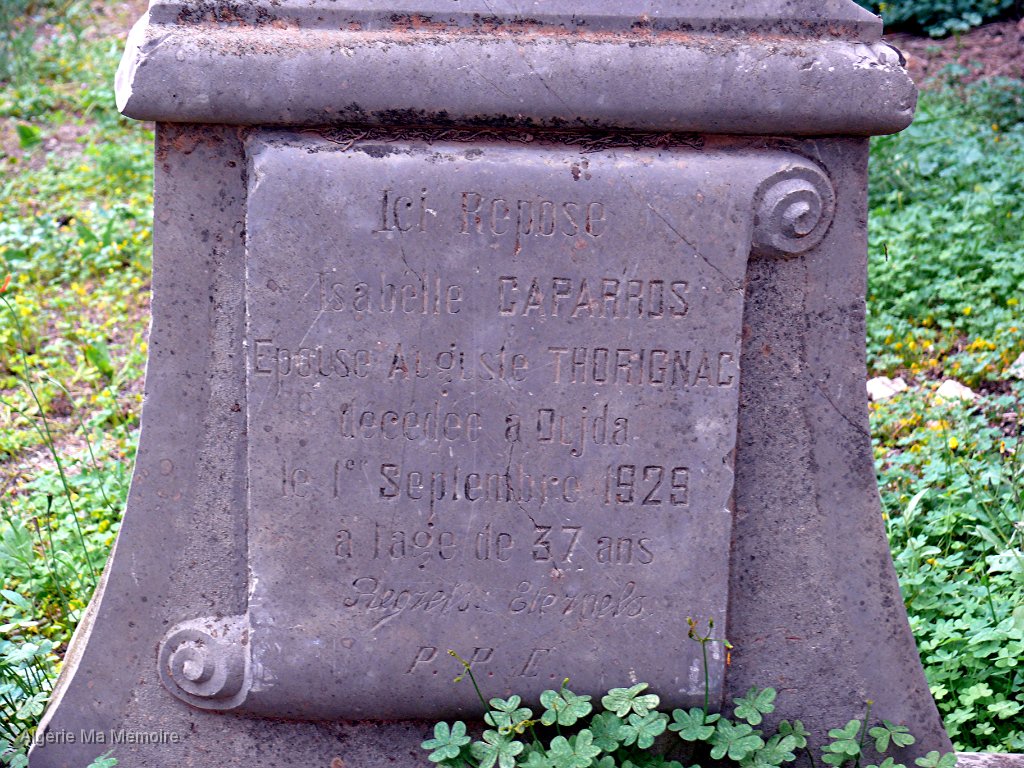 Ici Repose
Isabelle CAPARROS
Epouse Auguste THORIGNAC
décédée a Oujda
le 1er Septembre 1929
à l'age de 37 ans
Regrets Eternels
P. P. E.
Algérie Ma Mémoire